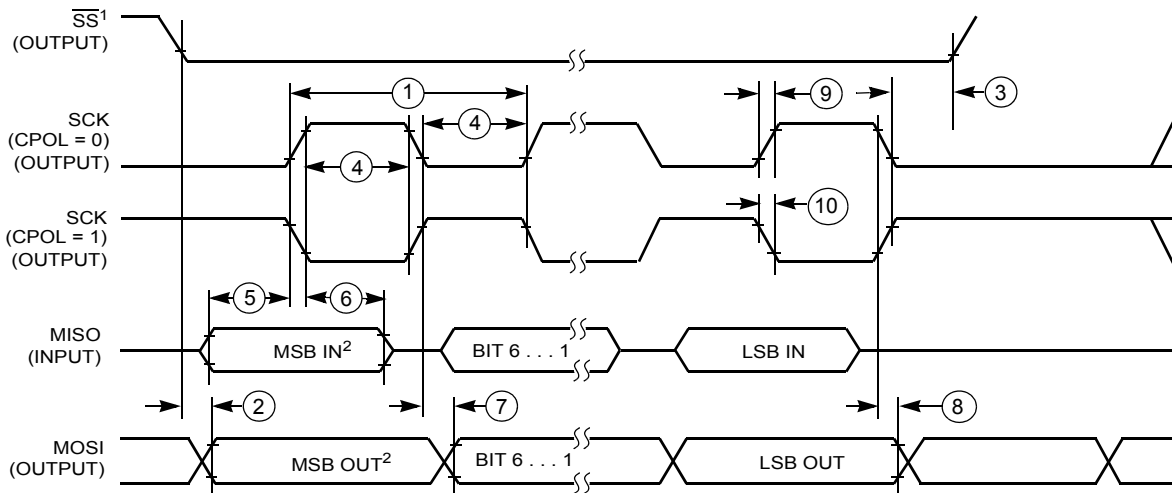 SS¹
(OUTPUT)
1
9
3
SCK
(CPOL = 0)
(OUTPUT)
4
4
SCK
(CPOL = 1)
(OUTPUT)
10
5
6
MISO
(INPUT)
MSB IN²
BIT 6 . . . 1
LSB IN
2
7
8
MOSI
(OUTPUT)
MSB OUT²
BIT 6 . . . 1
LSB OUT